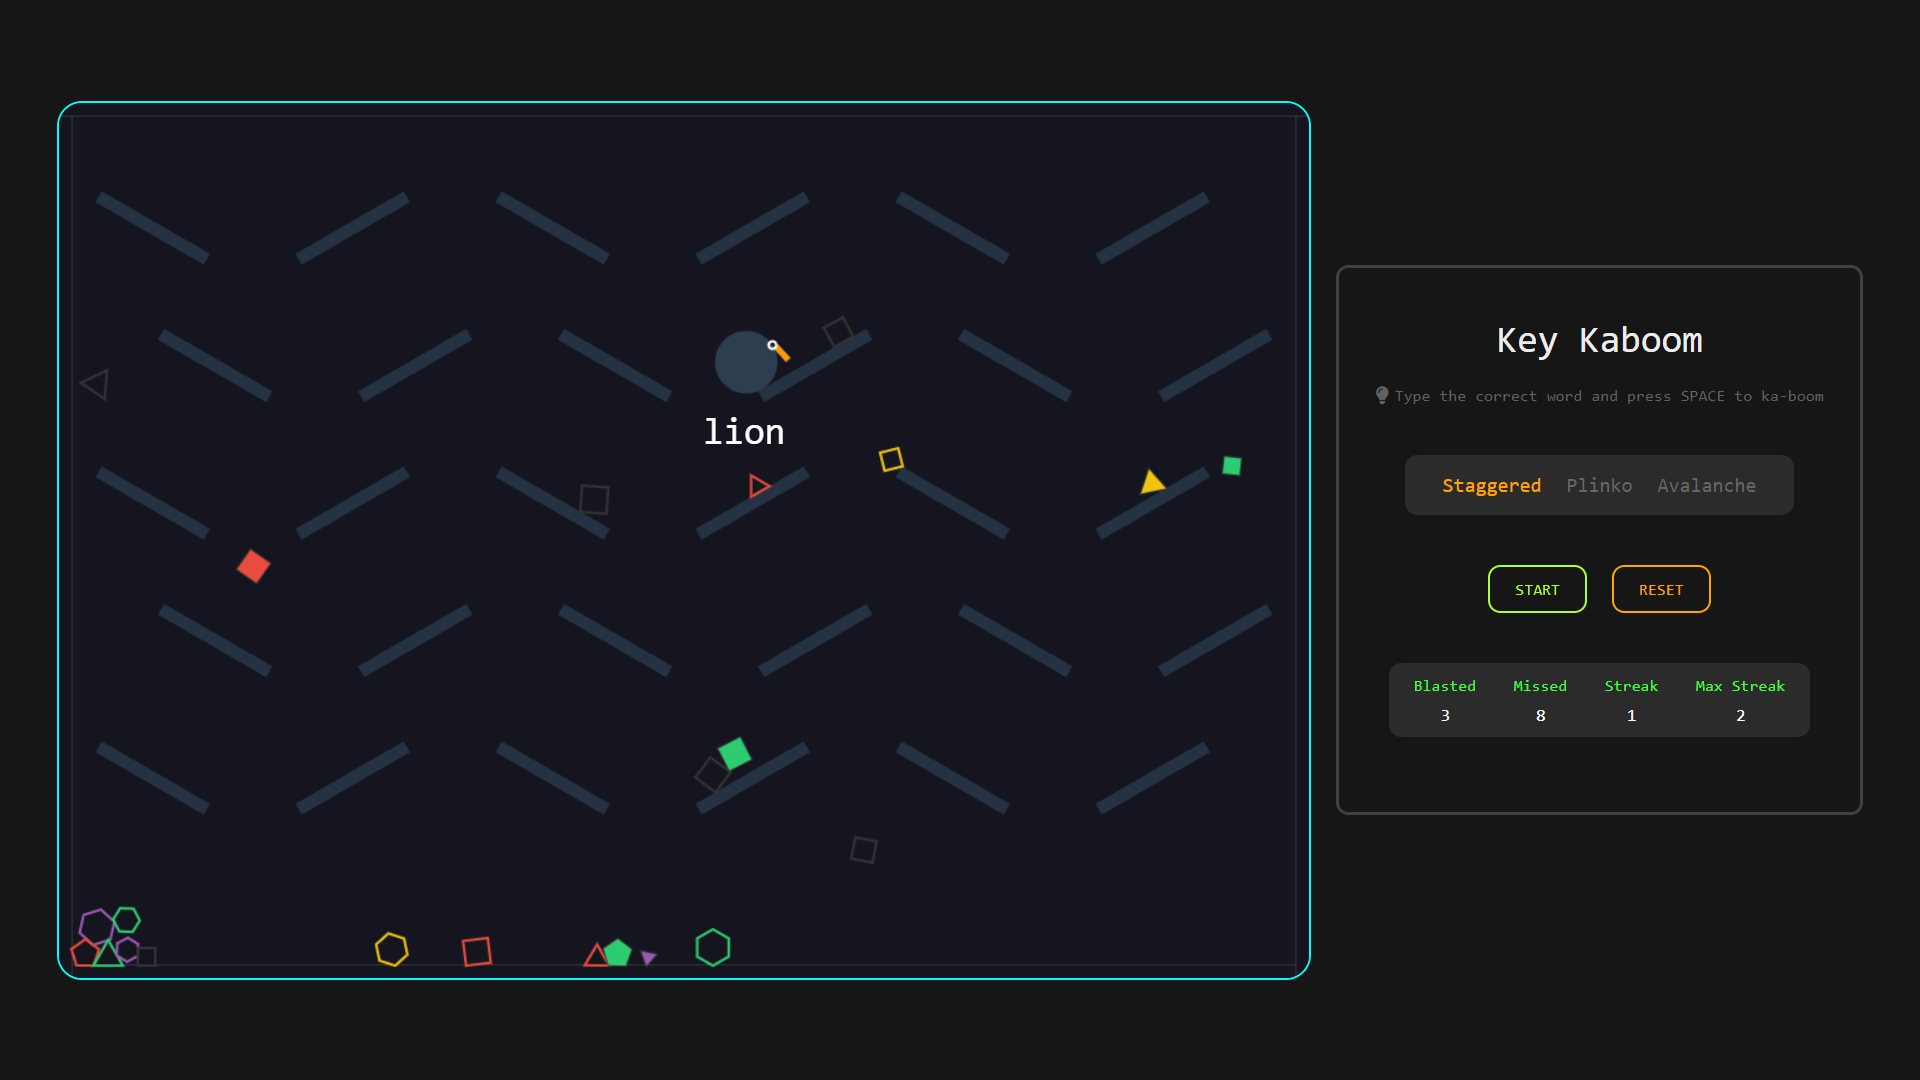 lion
Key Kaboom
Type the correct word and press SPACE to ka-boom
Staggered Plinko Avalanche
START RESET
Blasted Missed Streak Max Streak
3 8 1 2